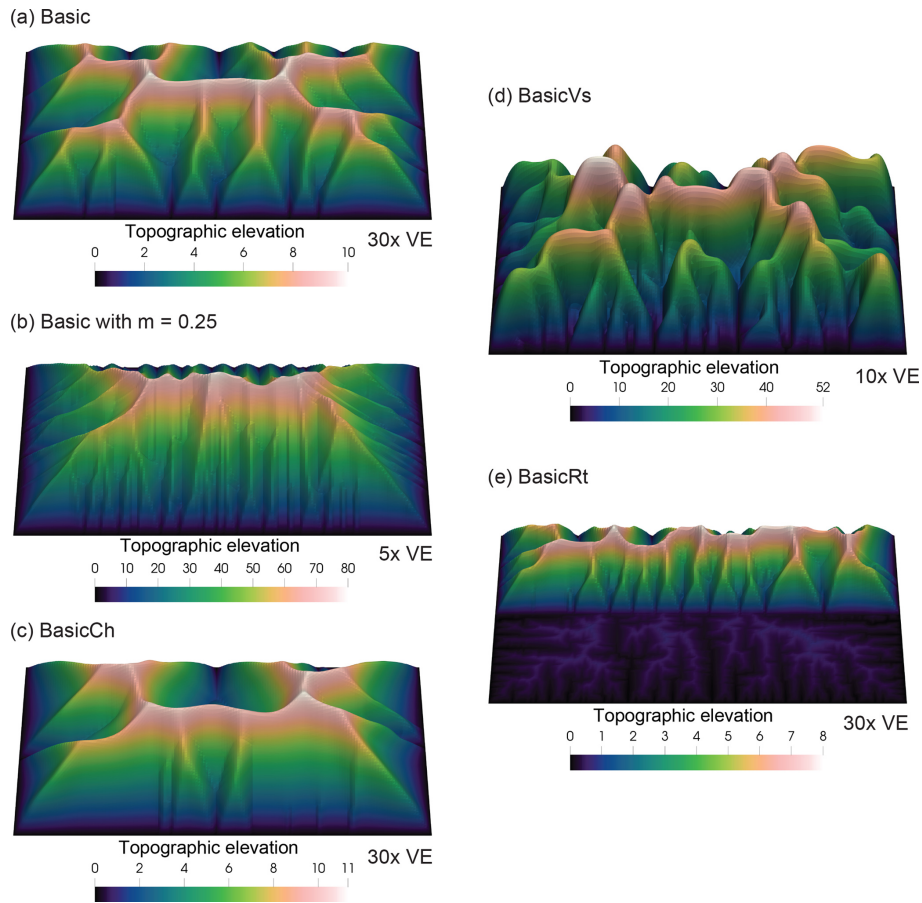 (a) Basic
Topographic elevation
30x VE
0 2 4 6 8 10
(b) Basic with m = 0.25
Topographic elevation
5x VE
0 10 20 30 40 50 60 70 80
(c) BasicCh
Topographic elevation
30x VE
0 2 4 6 8 10 11
(d) BasicVs
Topographic elevation
10x VE
0 10 20 30 40 52
(e) BasicRt
Topographic elevation
30x VE
0 1 2 3 4 5 6 7 8